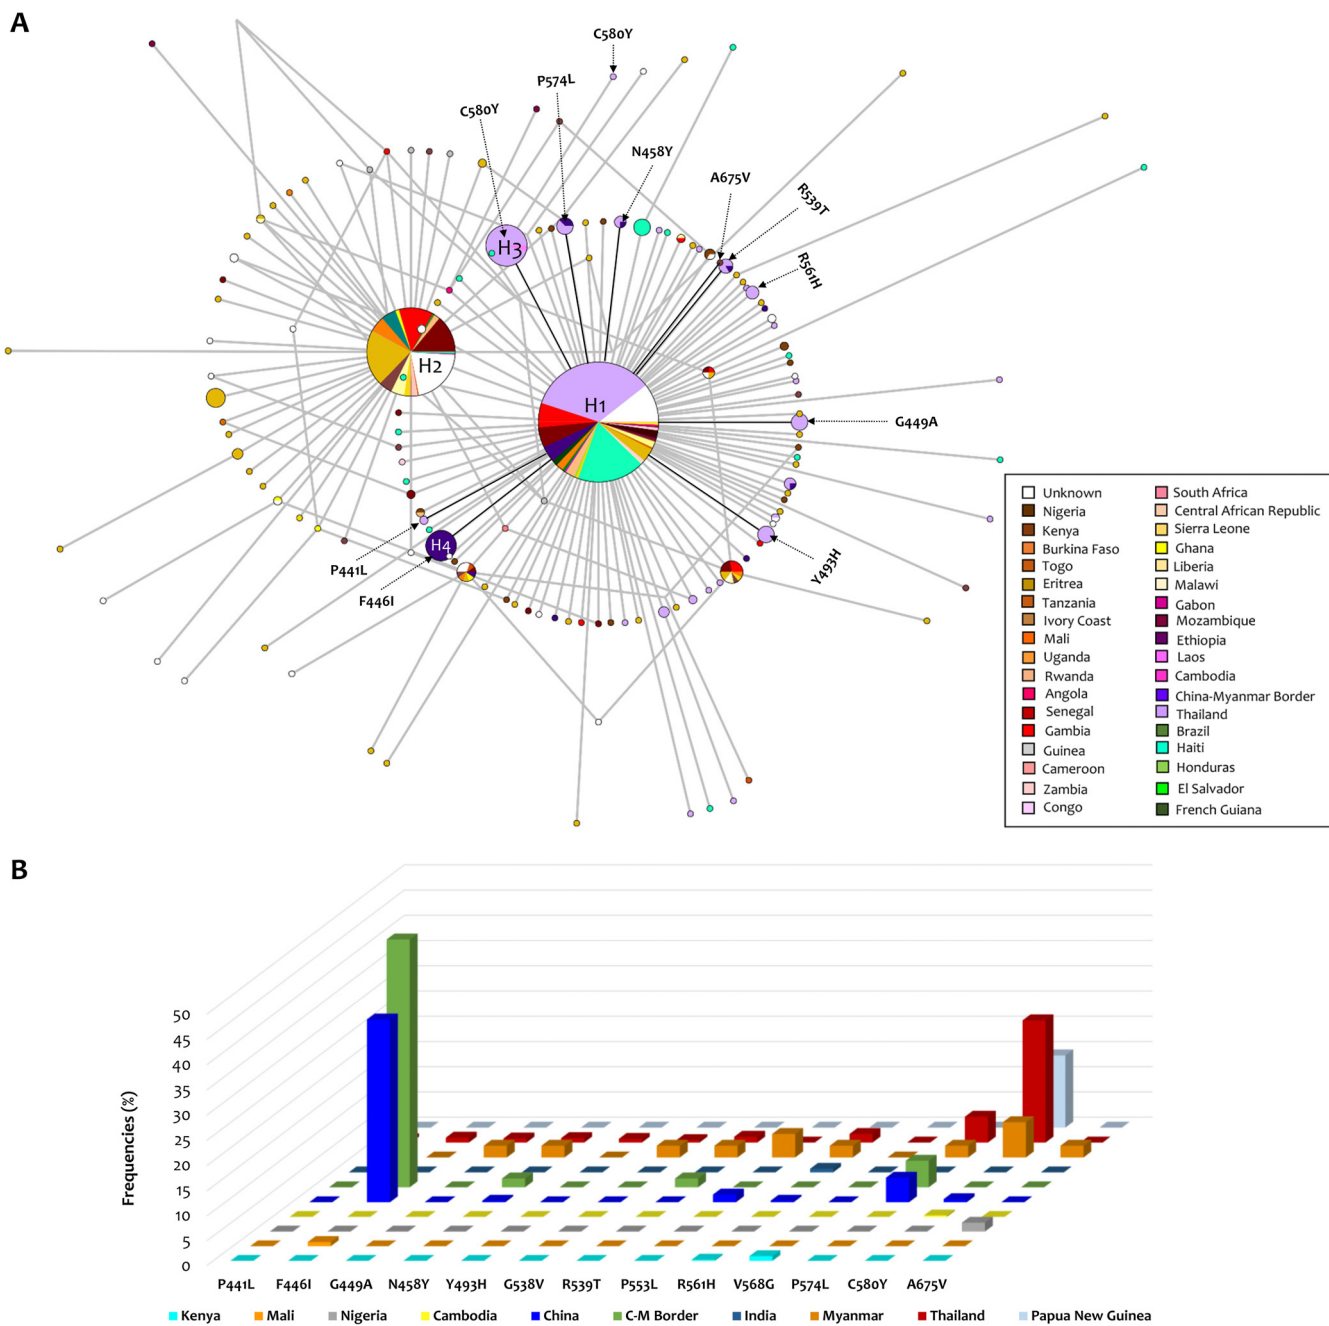 A
C580Y
P574L
C580Y
N458Y
A675V
R539T
R561H
H3
H2
H1
G449A
H4
P441L
F446I
Y493H
Unknown
Nigeria
Kenya
Burkina Faso
Togo
Eritrea
Tanzania
Ivory Coast
Mali
Uganda
Rwanda
Angola
Senegal
Gambia
Guinea
Cameroon
Zambia
Congo
South Africa
Central African Republic
Sierra Leone
Ghana
Liberia
Malawi
Gabon
Mozambique
Ethiopia
Laos
Cambodia
China-Myanmar Border
Thailand
Brazil
Haiti
Honduras
El Salvador
French Guiana
B
Frequencies (%)
50
45
40
35
30
25
20
15
10
5
0
P441L F446I G449A N458Y Y493H G538V R539T P553L R561H V568G P574L C580Y A675V
Kenya Mali Nigeria Cambodia China C-M Border India Myanmar Thailand Papua New Guinea